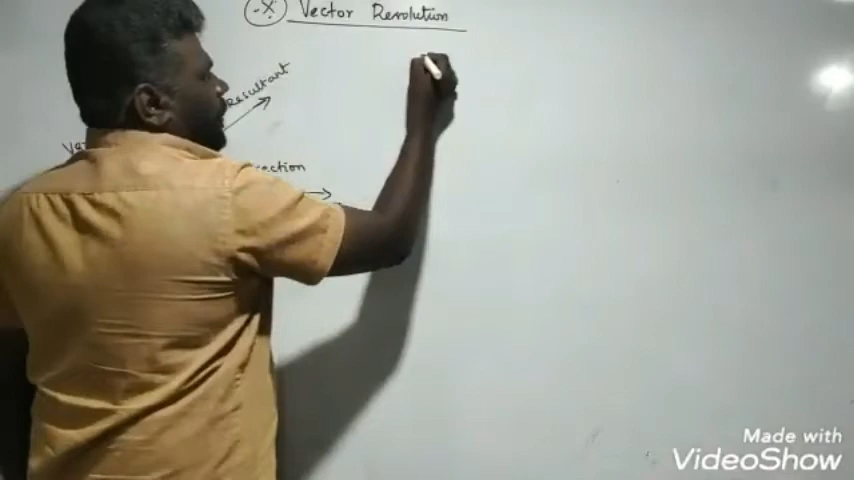 Vector Resolution
Resultant
Made with
VideoShow